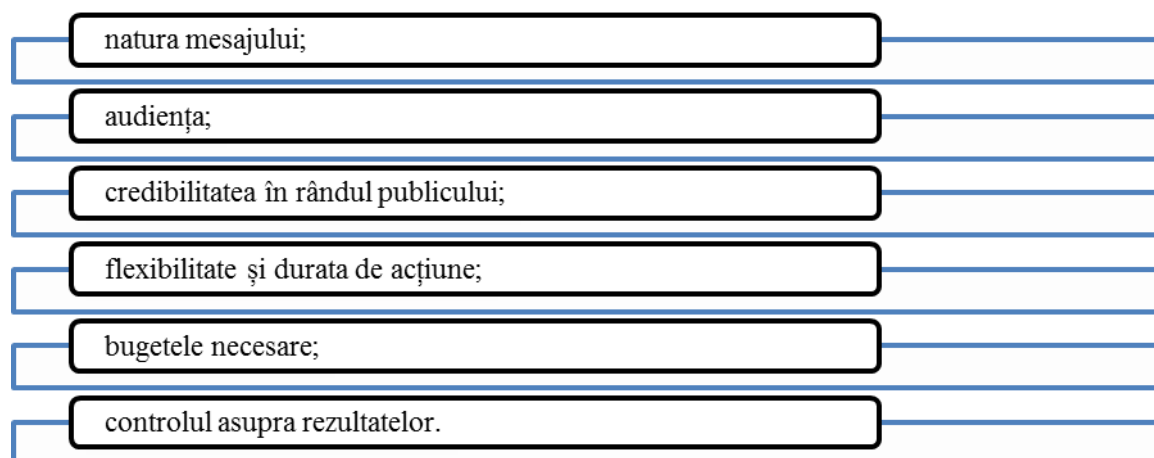 natura mesajului;
audiența;
credibilitatea în rândul publicului;
flexibilitate și durata de acțiune;
bugetele necesare;
controlul asupra rezultatelor.